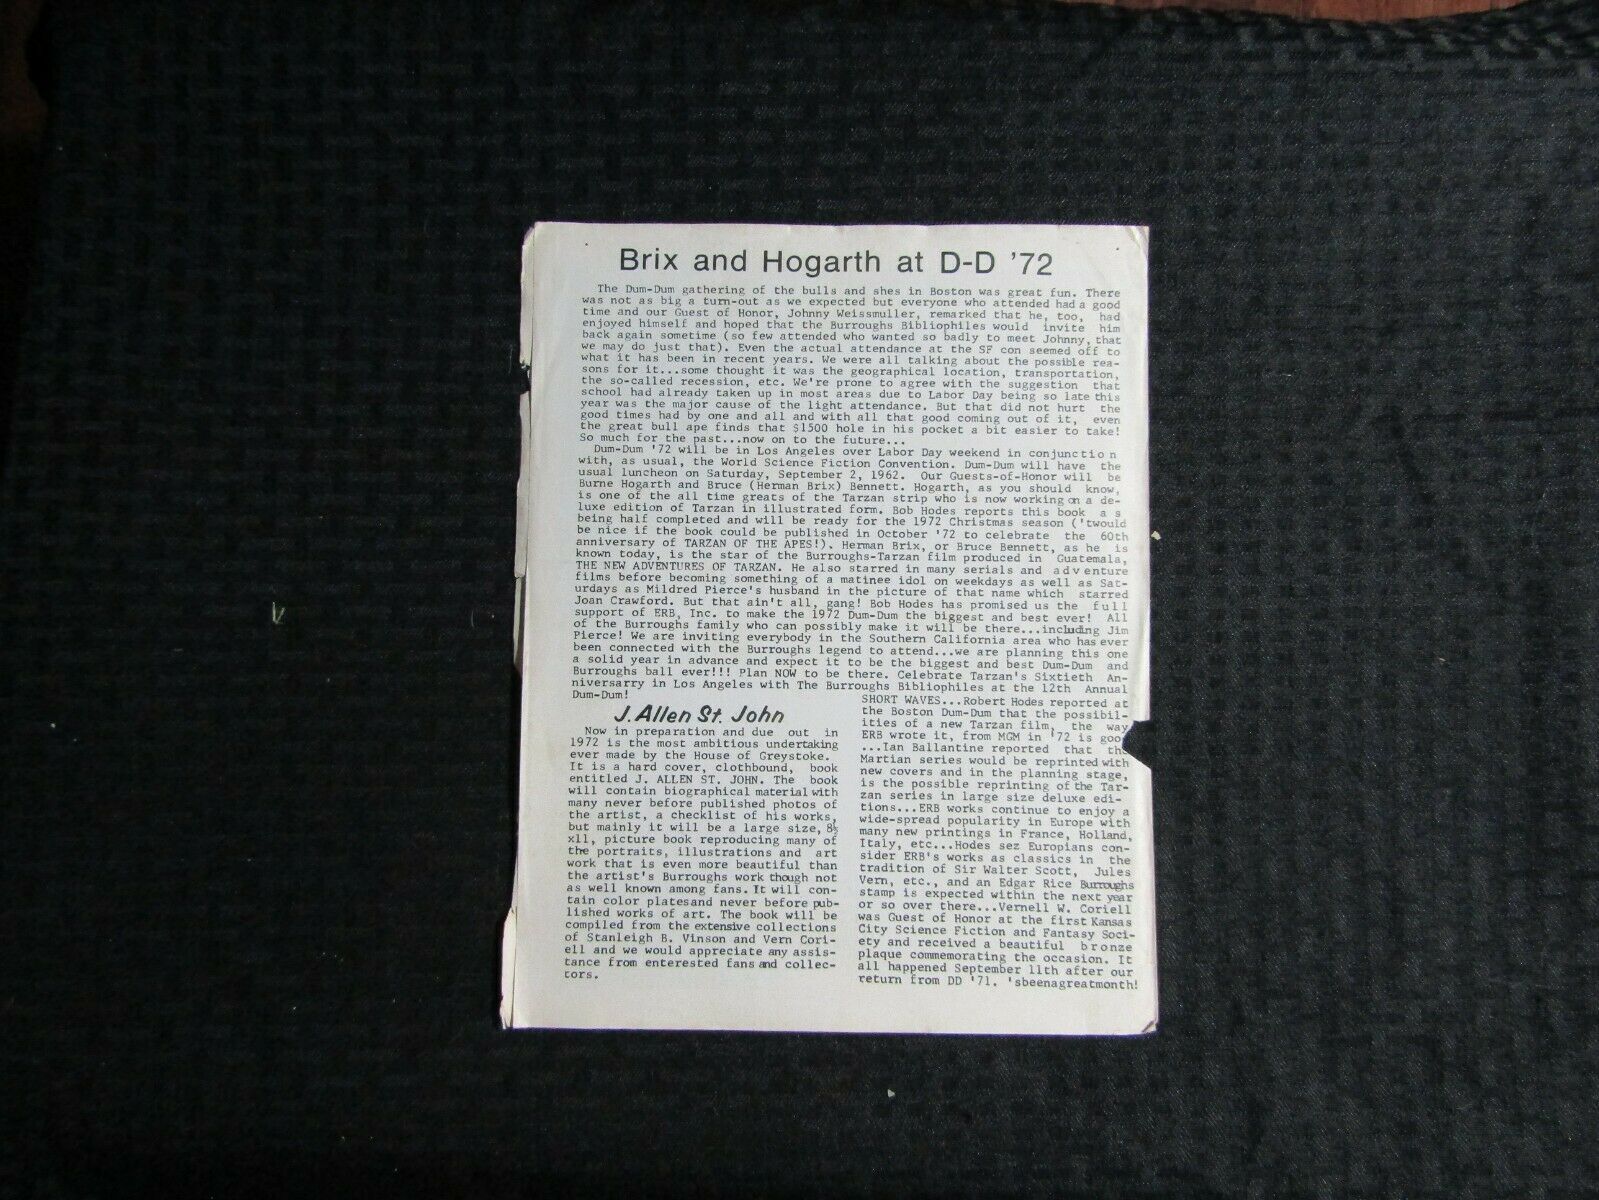 Brix and Hogarth at D-D '72
The Dum-Dum gathering of the bulls and shes in Boston was great fun. There
was not as big a turn-out as we expected but everyone who attended had a good
time and our Guest of Honor, Johnny Weissmuller, remarked that he, too, had
enjoyed himself and hoped that the Burroughs Bibliophiles would invite him
back again sometime (so few attended who wanted so badly to meet Johnny, that
we may do just that). Even the actual attendance at the SF con seemed off to
what it has been in recent years. We were all talking about the possible rea-
sons for it...some thought it was the geographical location, transportation,
the so-called recession, etc. We're prone to agree with the suggestion that
school had already taken up in most areas due to Labor Day being so late this
year was the major cause of the light attendance. But that did not hurt the
good times had by one and all and with all that good coming out of it, even
the great bull ape finds that $1500 hole in his pocket a bit easier to take!
So much for the past...now on to the future...
Dum-Dum '72 will be in Los Angeles over Labor Day weekend in conjunction
with, as usual, the World Science Fiction Convention. Dum-Dum will have the
usual luncheon on Saturday, September 2, 1962. Our Guests-of-Honor will be
Burne Hogarth and Bruce (Herman Brix) Bennett. Hogarth, as you should know,
is one of the all time greats of the Tarzan strip who is now working on a de-
luxe edition of Tarzan in illustrated form. Bob Hodes reports this book as
being half completed and will be ready for the 1972 Christmas season ('twould
be nice if the book could be published in October '72 to celebrate the 60th
anniversary of TARZAN OF THE APES!). Herman Brix, or Bruce Bennett, as he is
known today, is the star of the Burroughs-Tarzan film produced in Guatemala,
THE NEW ADVENTURES OF TARZAN. He also starred in many serials and adventure
films before becoming something of a matinee idol on weekdays as well as Sat-
urdays as Mildred Pierce's husband in the picture of that name which starred
Joan Crawford. But that ain't all, gang! Bob Hodes has promised us the full
support of ERB, Inc. to make the 1972 Dum-Dum the biggest and best ever! All
of the Burroughs family who can possibly make it will be there...including Jim
Pierce! We are inviting everybody in the Southern California area who has ever
been connected with the Burroughs legend to attend...we are planning this one
a solid year in advance and expect it to be the biggest and best Dum-Dum and
Burroughs ball ever!!! Plan NOW to be there. Celebrate Tarzan's Sixtieth An-
niversarry in Los Angeles with The Burroughs Bibliophiles at the 12th Annual
Dum-Dum!
J. Allen St. John
Now in preparation and due out in
1972 is the most ambitious undertaking
ever made by the House of Greystoke.
It is a hard cover, clothbound, book
entitled J. ALLEN ST. JOHN. The book
will contain biographical material with
many never before published photos of
the artist, a checklist of his works,
but mainly it will be a large size, 8½
x11, picture book reproducing many of
the portraits, illustrations and art
work that is even more beautiful than
the artist's Burroughs work though not
as well known among fans. It will con-
tain color plates and never before pub-
lished works of art. The book will be
compiled from the extensive collections
of Stanleigh B. Vinson and Vern Cori-
ell and we would appreciate any assis-
tance from enterested fans and collec-
tors.
SHORT WAVES...Robert Hodes reported at
the Boston Dum-Dum that the possibil-
ities of a new Tarzan film, the way
ERB wrote it, from MGM in '72 is good
...Ian Ballantine reported that the
Martian series would be reprinted with
new covers and in the planning stage,
is the possible reprinting of the Tar-
zan series in large size deluxe edi-
tions...ERB works continue to enjoy a
wide-spread popularity in Europe with
many new printings in France, Holland,
Italy, etc...Hodes sez Europians con-
sider ERB's works as classics in the
tradition of Sir Walter Scott, Jules
Vern, etc., and an Edgar Rice Burroughs
stamp is expected within the next year
or so over there...Vernell W. Coriell
was Guest of Honor at the first Kansas
City Science Fiction and Fantasy Soci-
ety and received a beautiful bronze
plaque commemorating the occasion. It
all happened September 11th after our
return from DD '71. 'sbeenagreatmonth!